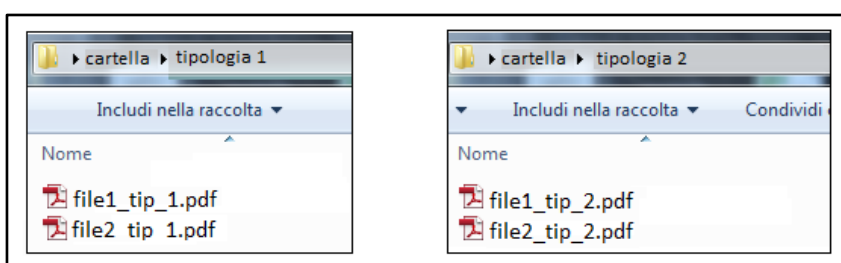 cartella tipologia 1
Includi nella raccolta
Nome
file1_tip_1.pdf
file2_tip_1.pdf
cartella tipologia 2
Includi nella raccolta Condividi
Nome
file1_tip_2.pdf
file2_tip_2.pdf